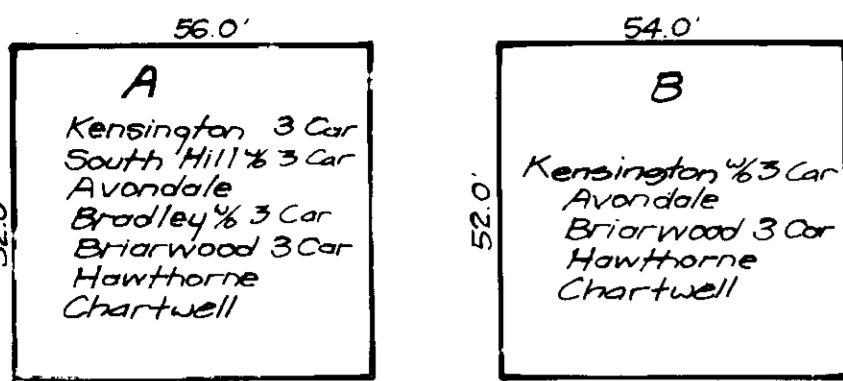 56.0'
A
Kensington 3 Car
South Hill w/o 3 Car
Avondale
Bradley w/o 3 Car
Briarwood 3 Car
Hawthorne
Chartwell
54.0'
B
52.0'
Kensington w/o 3 Car
Avondale
Briarwood 3 Car
Hawthorne
Chartwell